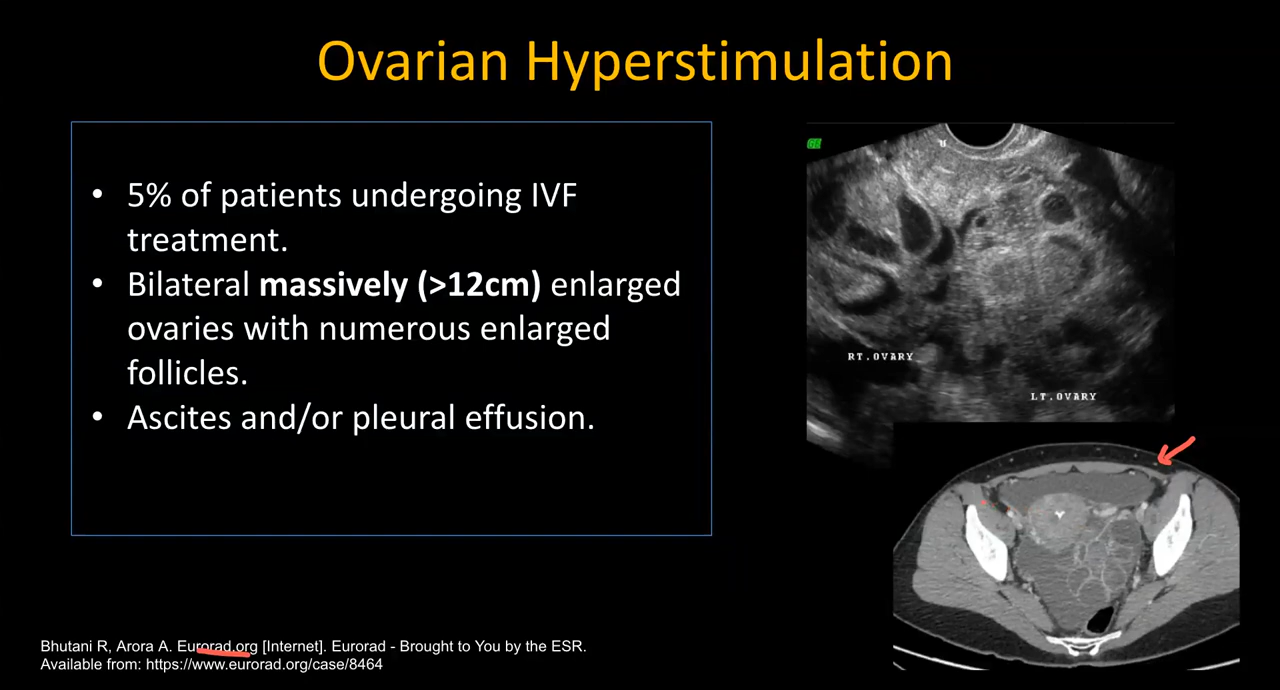 Ovarian Hyperstimulation
• 5% of patients undergoing IVF
treatment.
• Bilateral massively (>12cm) enlarged
ovaries with numerous enlarged
follicles.
• Ascites and/or pleural effusion.
GE
RT.OVARY
LT.OVARY
Bhutani R, Arora A. Eurorad.org [Internet]. Eurorad - Brought to You by the ESR.
Available from: https://www.eurorad.org/case/8464